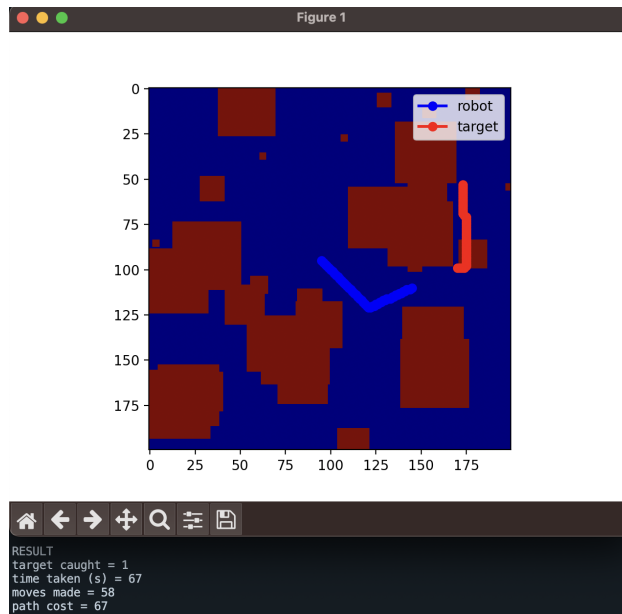 Figure 1
robot
target
0
25
50
75
100
125
150
175
0 25 50 75 100 125 150 175
RESULT
target caught = 1
time taken (s) = 67
moves made = 58
path cost = 67